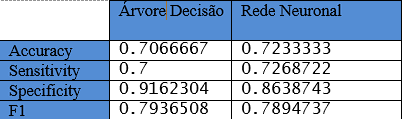 Árvore Decisão Rede Neuronal
Accuracy 0.7066667 0.7233333
Sensitivity 0.7 0.7268722
Specificity 0.9162304 0.8638743
F1 0.7936508 0.7894737